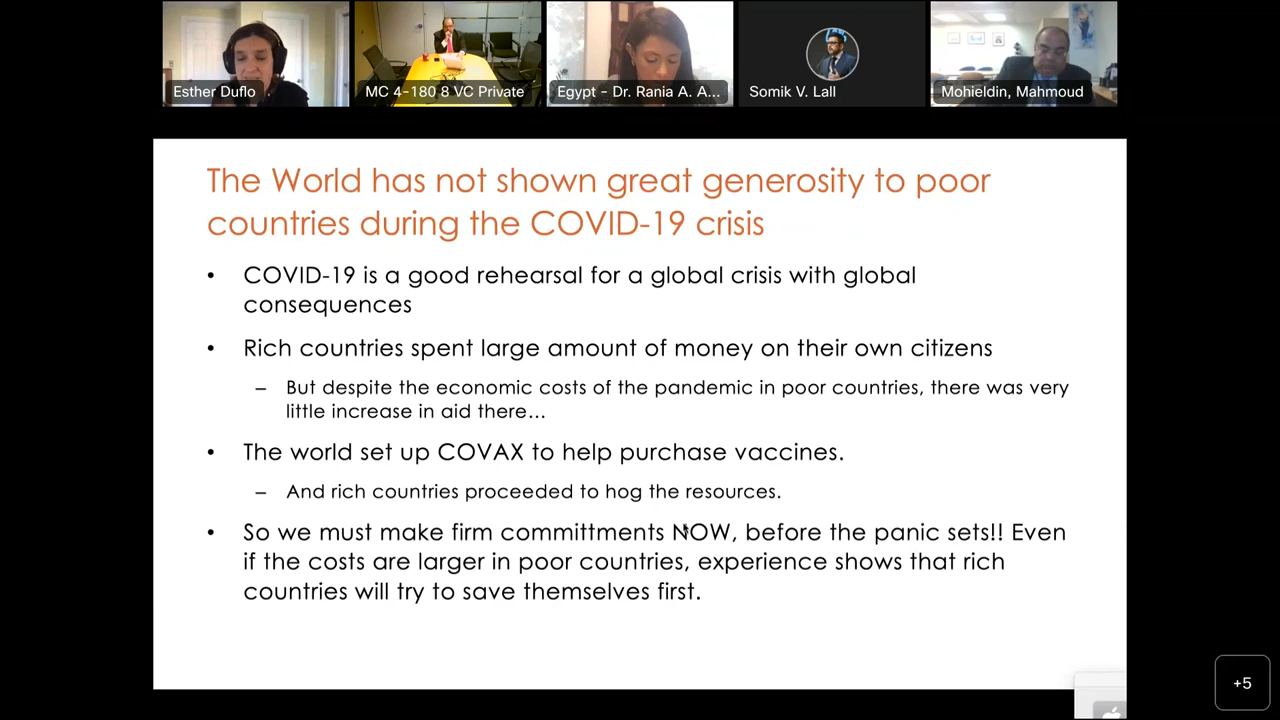 Esther Duflo
MC 4-180 8 VC Private
Egypt - Dr. Rania A. A...
Somik V. Lall
Mohieldin, Mahmoud
The World has not shown great generosity to poor
countries during the COVID-19 crisis
• COVID-19 is a good rehearsal for a global crisis with global
consequences
• Rich countries spent large amount of money on their own citizens
– But despite the economic costs of the pandemic in poor countries, there was very
little increase in aid there...
• The world set up COVAX to help purchase vaccines.
– And rich countries proceeded to hog the resources.
• So we must make firm committments NOW, before the panic sets!! Even
if the costs are larger in poor countries, experience shows that rich
countries will try to save themselves first.
+5